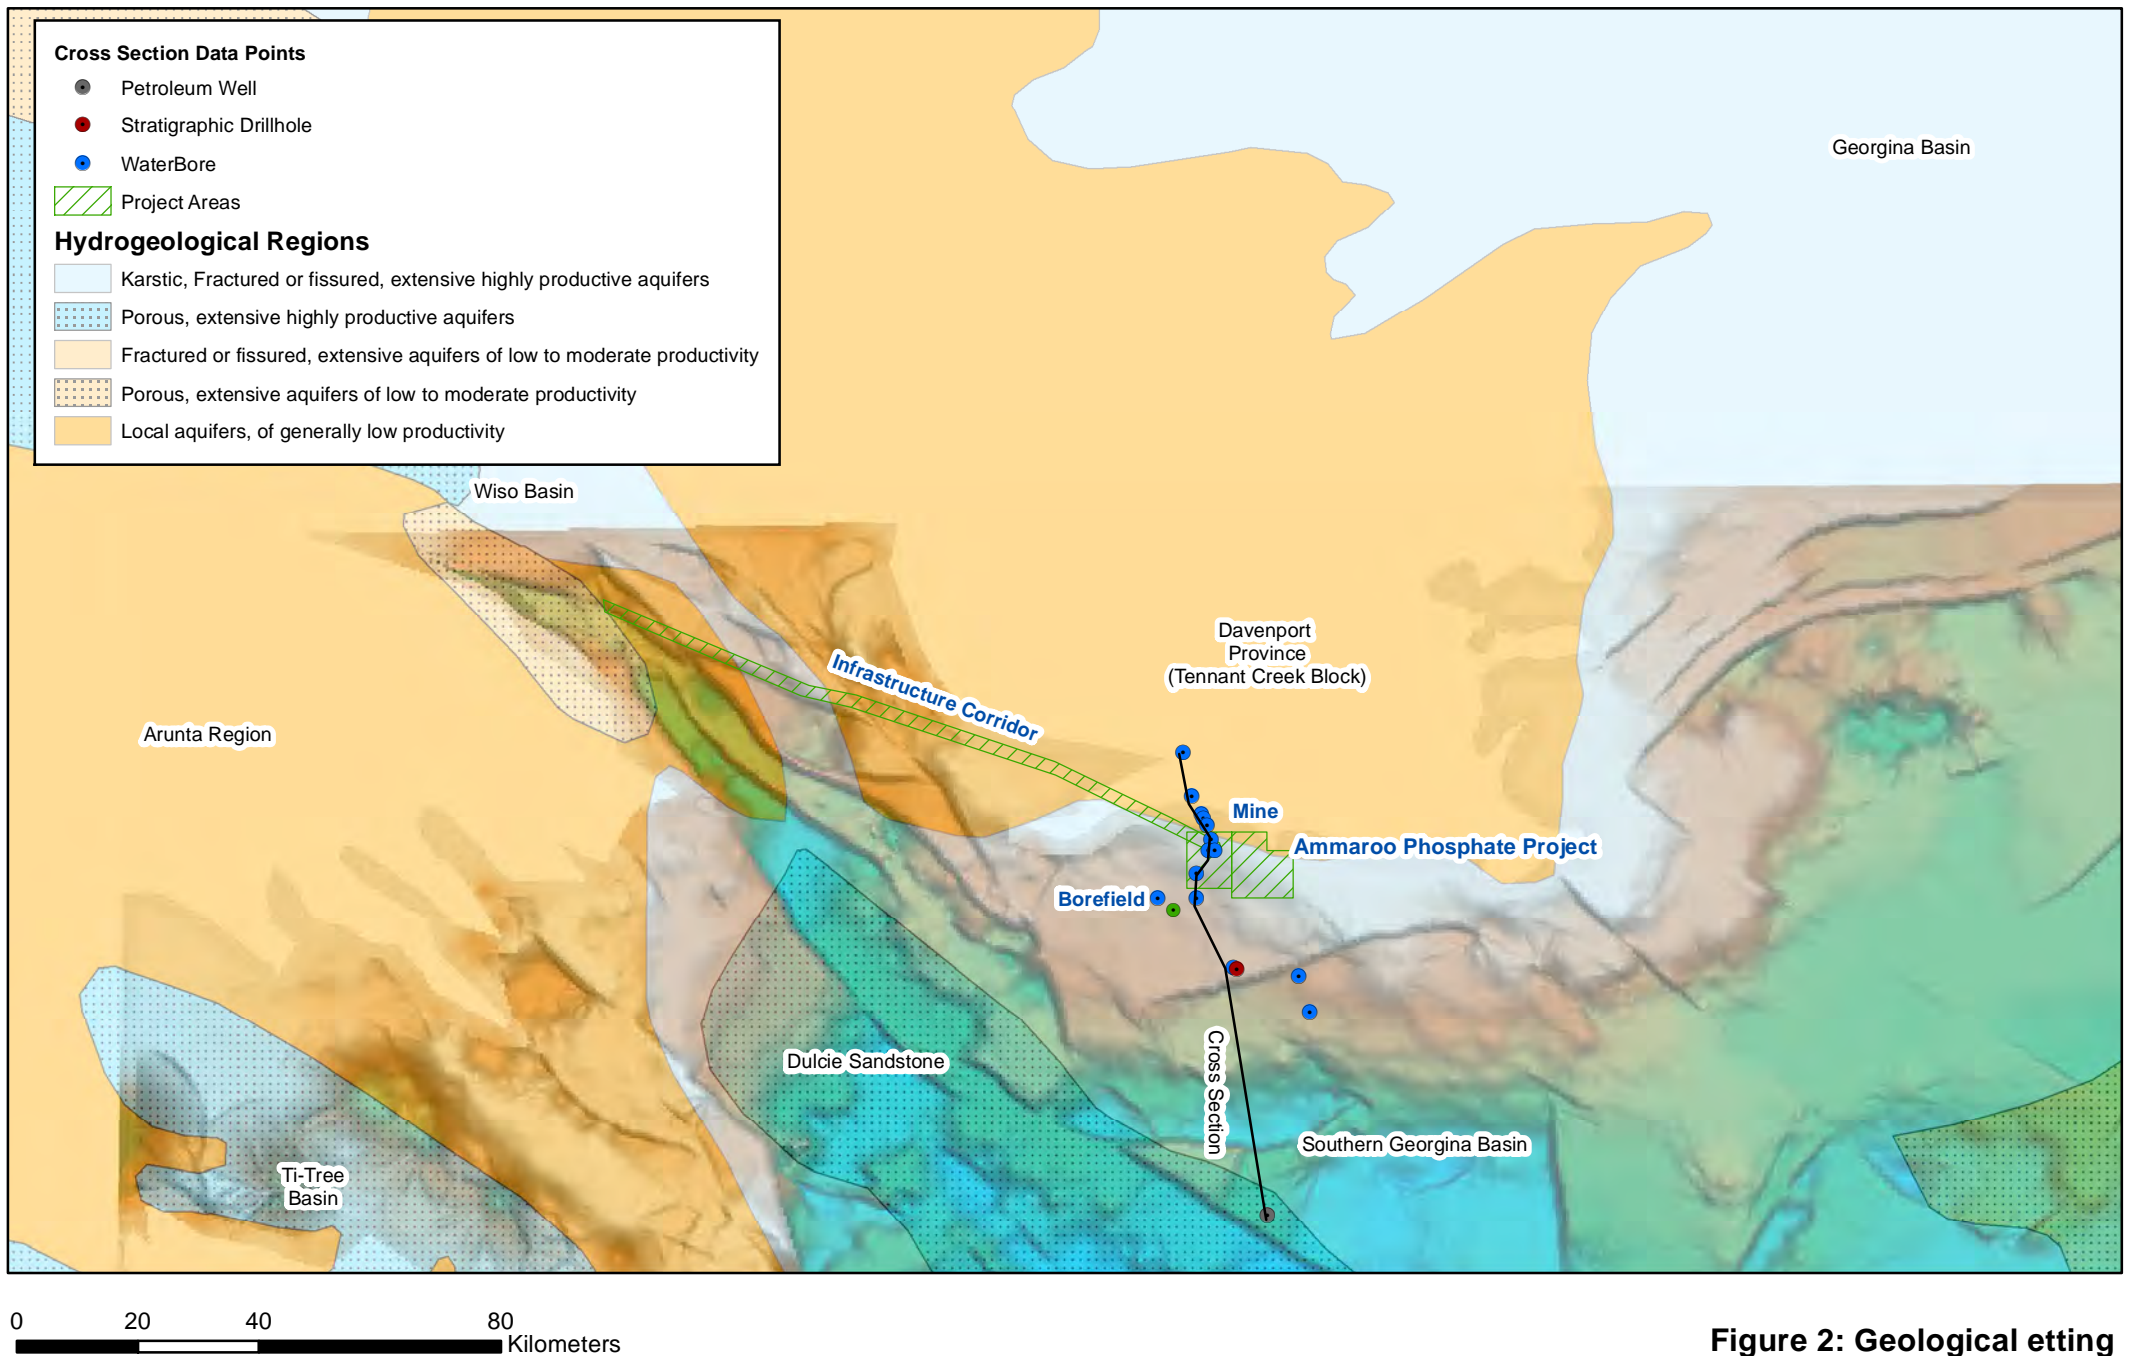 Cross Section Data Points
Petroleum Well
Stratigraphic Drillhole
WaterBore
Project Areas
Hydrogeological Regions
Karstic, Fractured or fissured, extensive highly productive aquifers
Porous, extensive highly productive aquifers
Fractured or fissured, extensive aquifers of low to moderate productivity
Porous, extensive aquifers of low to moderate productivity
Local aquifers, of generally low productivity
Georgina Basin
Wiso Basin
Davenport
Province
(Tennant Creek Block)
Infrastructure Corridor
Arunta Region
Mine
Ammaroo Phosphate Project
Borefield
Cross Section
Dulcie Sandstone
Southern Georgina Basin
Ti-Tree
Basin
0 20 40 80
Kilometers
Figure 2: Geological etting